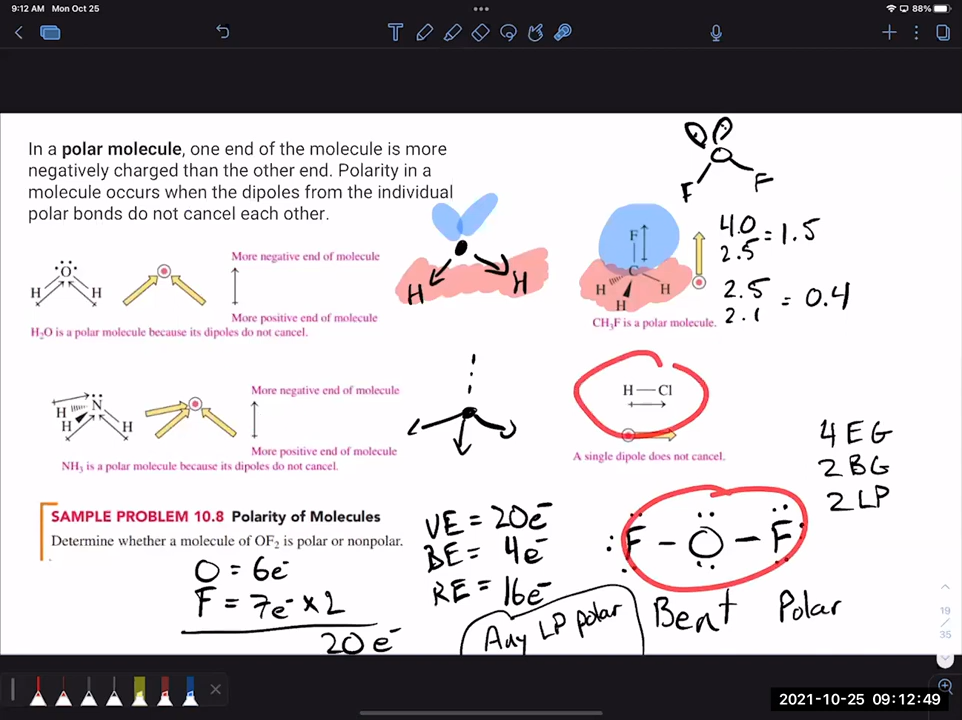 9:12 AM Mon Oct 25
88%
In a polar molecule, one end of the molecule is more
negatively charged than the other end. Polarity in a
molecule occurs when the dipoles from the individual
polar bonds do not cancel each other.
O
H H
More negative end of molecule
More positive end of molecule
H₂O is a polar molecule because its dipoles do not cancel.
H H
F
C
H H
H
CH₃F is a polar molecule.
O
F F
4.0
2.5 = 1.5
2.5
2.1 = 0.4
N
H
H H
More negative end of molecule
More positive end of molecule
NH₃ is a polar molecule because its dipoles do not cancel.
H—Cl
A single dipole does not cancel.
4 EG
2 BG
2 LP
SAMPLE PROBLEM 10.8 Polarity of Molecules
Determine whether a molecule of OF₂ is polar or nonpolar.
O = 6e⁻
F = 7e⁻ × 2
20 e⁻
VE = 20e⁻
BE = 4e⁻
RE = 16e⁻
F – O – F
Any LP polar
Bent Polar
19
/
35
2021-10-25 09:12:49